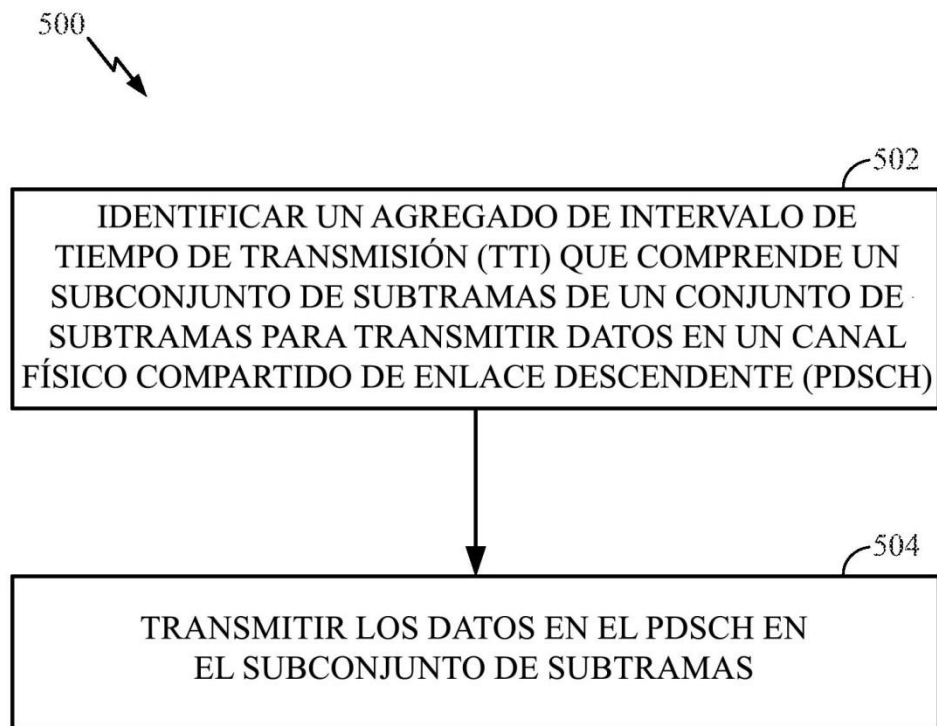 500
502
IDENTIFICAR UN AGREGADO DE INTERVALO DE
TIEMPO DE TRANSMISIÓN (TTI) QUE COMPRENDE UN
SUBCONJUNTO DE SUBTRAMAS DE UN CONJUNTO DE
SUBTRAMAS PARA TRANSMITIR DATOS EN UN CANAL
FÍSICO COMPARTIDO DE ENLACE DESCENDENTE (PDSCH)
504
TRANSMITIR LOS DATOS EN EL PDSCH EN
EL SUBCONJUNTO DE SUBTRAMAS